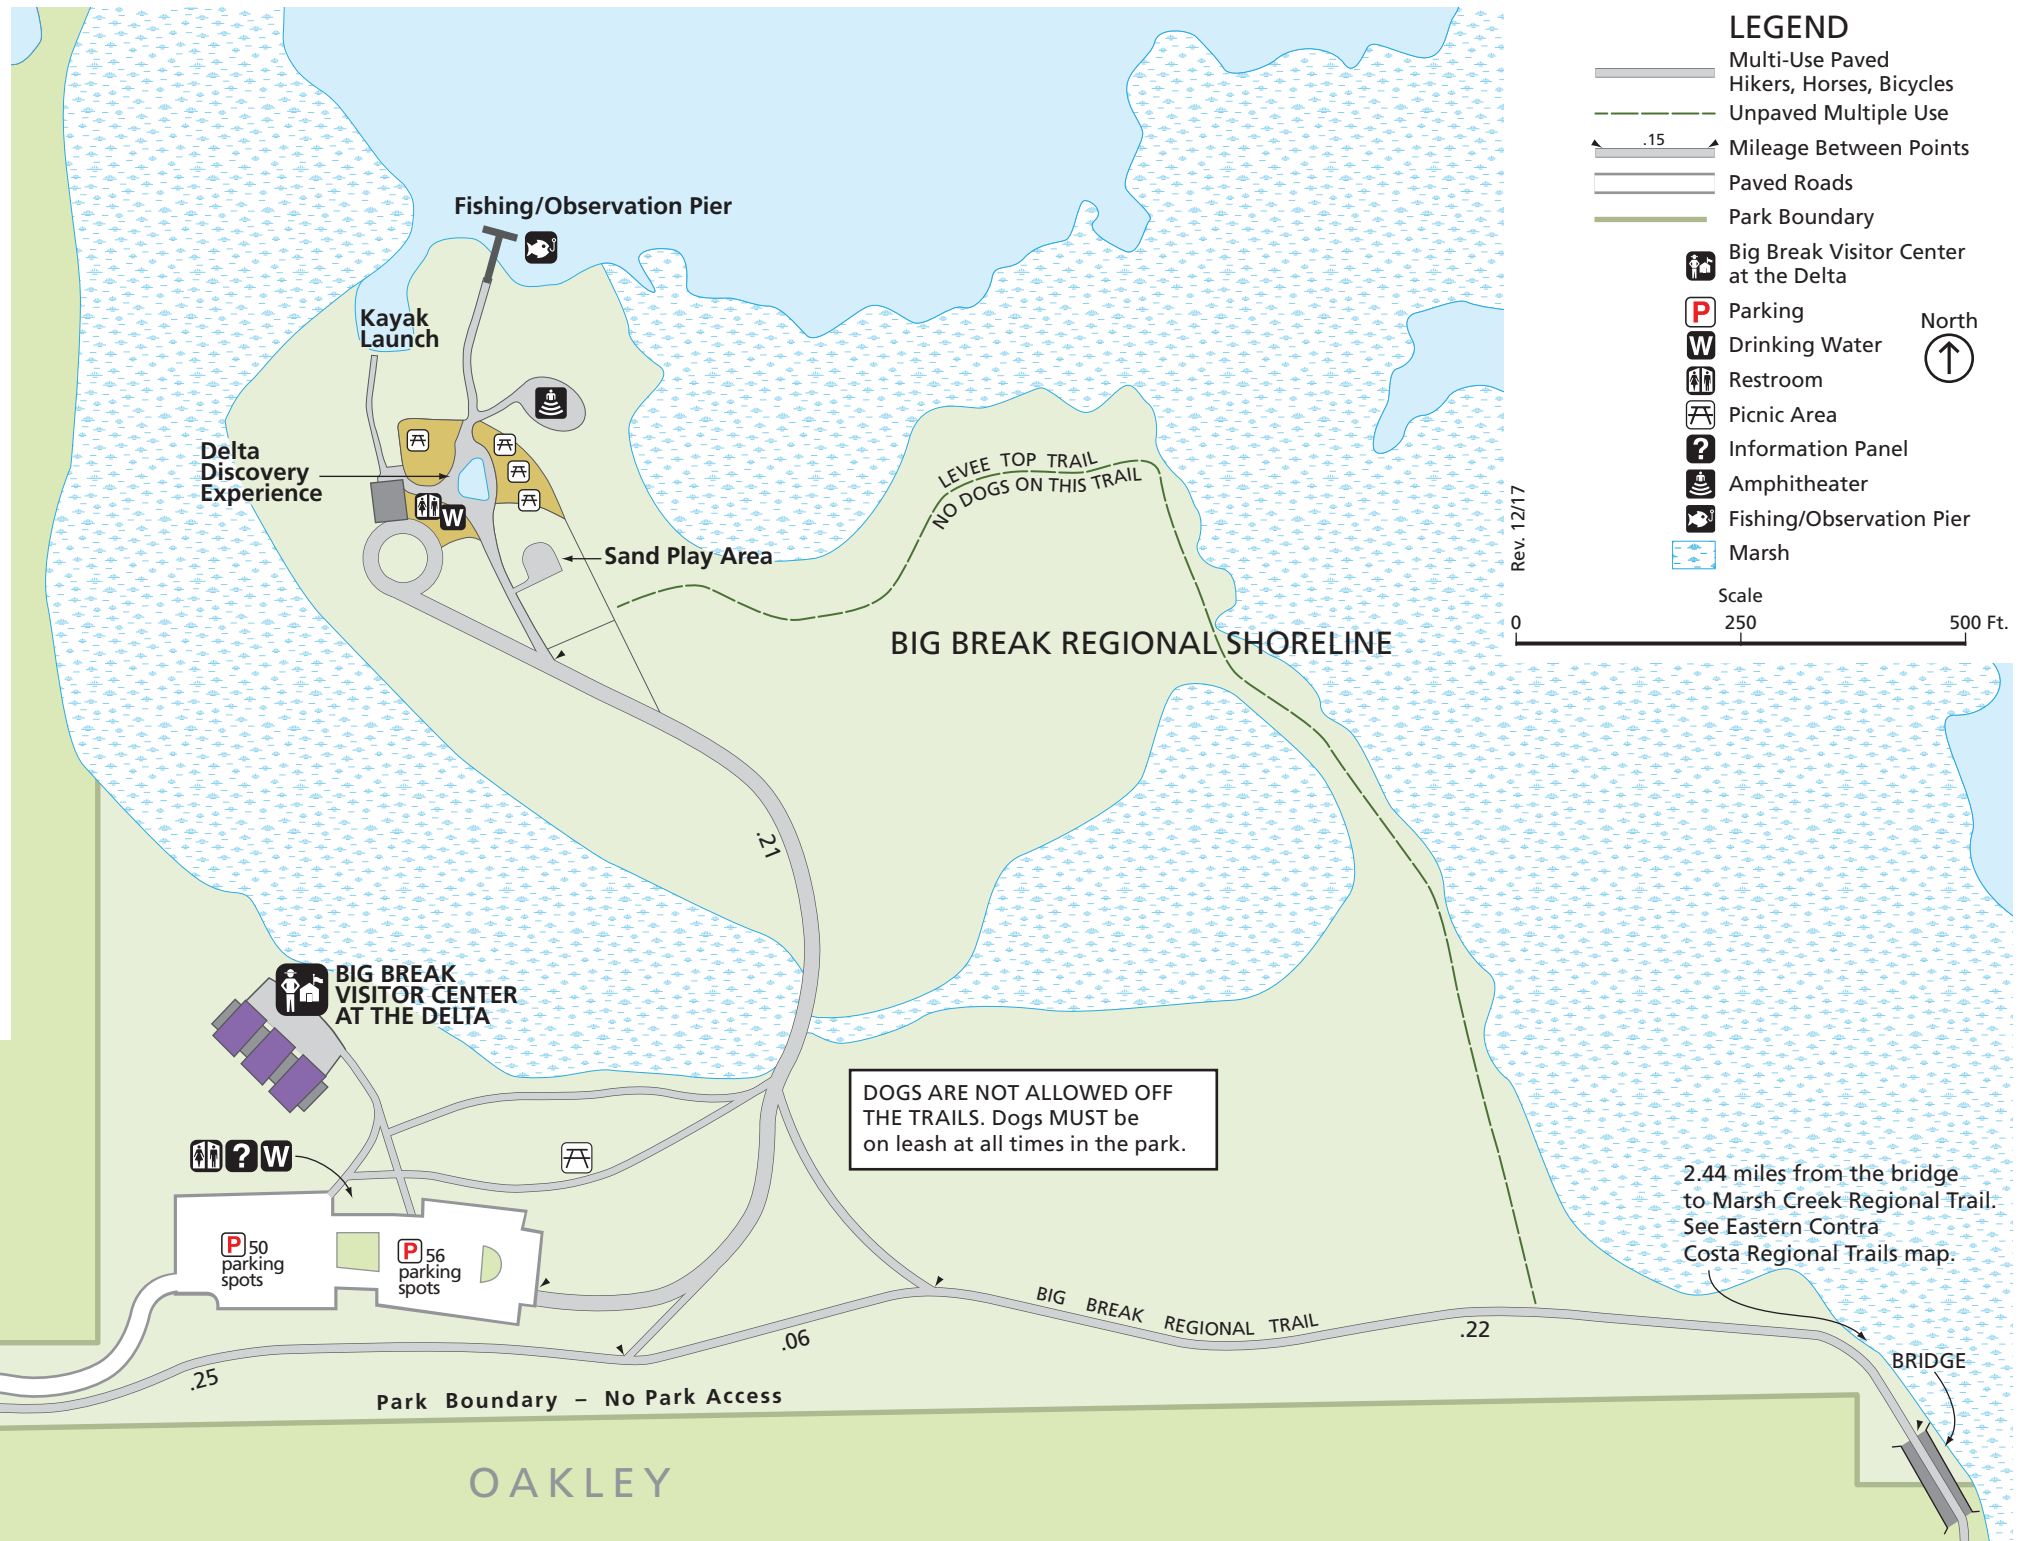 LEGEND
Multi-Use Paved
Hikers, Horses, Bicycles
Unpaved Multiple Use
.15
Mileage Between Points
Paved Roads
Park Boundary
Big Break Visitor Center
at the Delta
P
Parking
North
W
Drinking Water
Restroom
Picnic Area
?
Information Panel
Amphitheater
Fishing/Observation Pier
Marsh
Rev. 12/17
Scale
0 250 500 Ft.
Fishing/Observation Pier
Kayak
Launch
Delta
Discovery
Experience
W
Sand Play Area
LEVEE TOP TRAIL
NO DOGS ON THIS TRAIL
BIG BREAK REGIONAL SHORELINE
.21
BIG BREAK
VISITOR CENTER
AT THE DELTA
DOGS ARE NOT ALLOWED OFF
THE TRAILS. Dogs MUST be
on leash at all times in the park.
? W
P 50
parking
spots
P 56
parking
spots
2.44 miles from the bridge
to Marsh Creek Regional Trail.
See Eastern Contra
Costa Regional Trails map.
BIG BREAK REGIONAL TRAIL
.22
.06
.25
BRIDGE
Park Boundary – No Park Access
OAKLEY